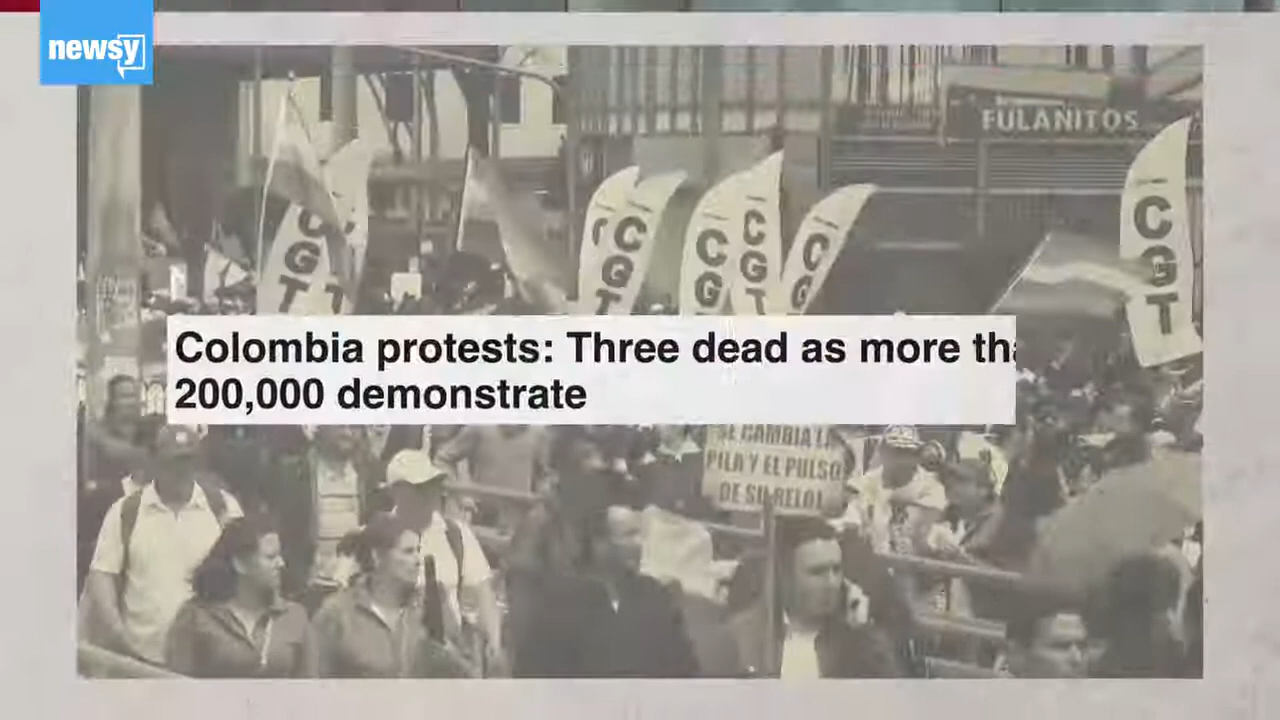 newsy
FULANITOS
CGT
CGT
CGT
CGT
CG
CGT
Colombia protests: Three dead as more
200,000 demonstrate
SE CAMBIA LA
PILA Y EL PULSO
DE SU RELOJ